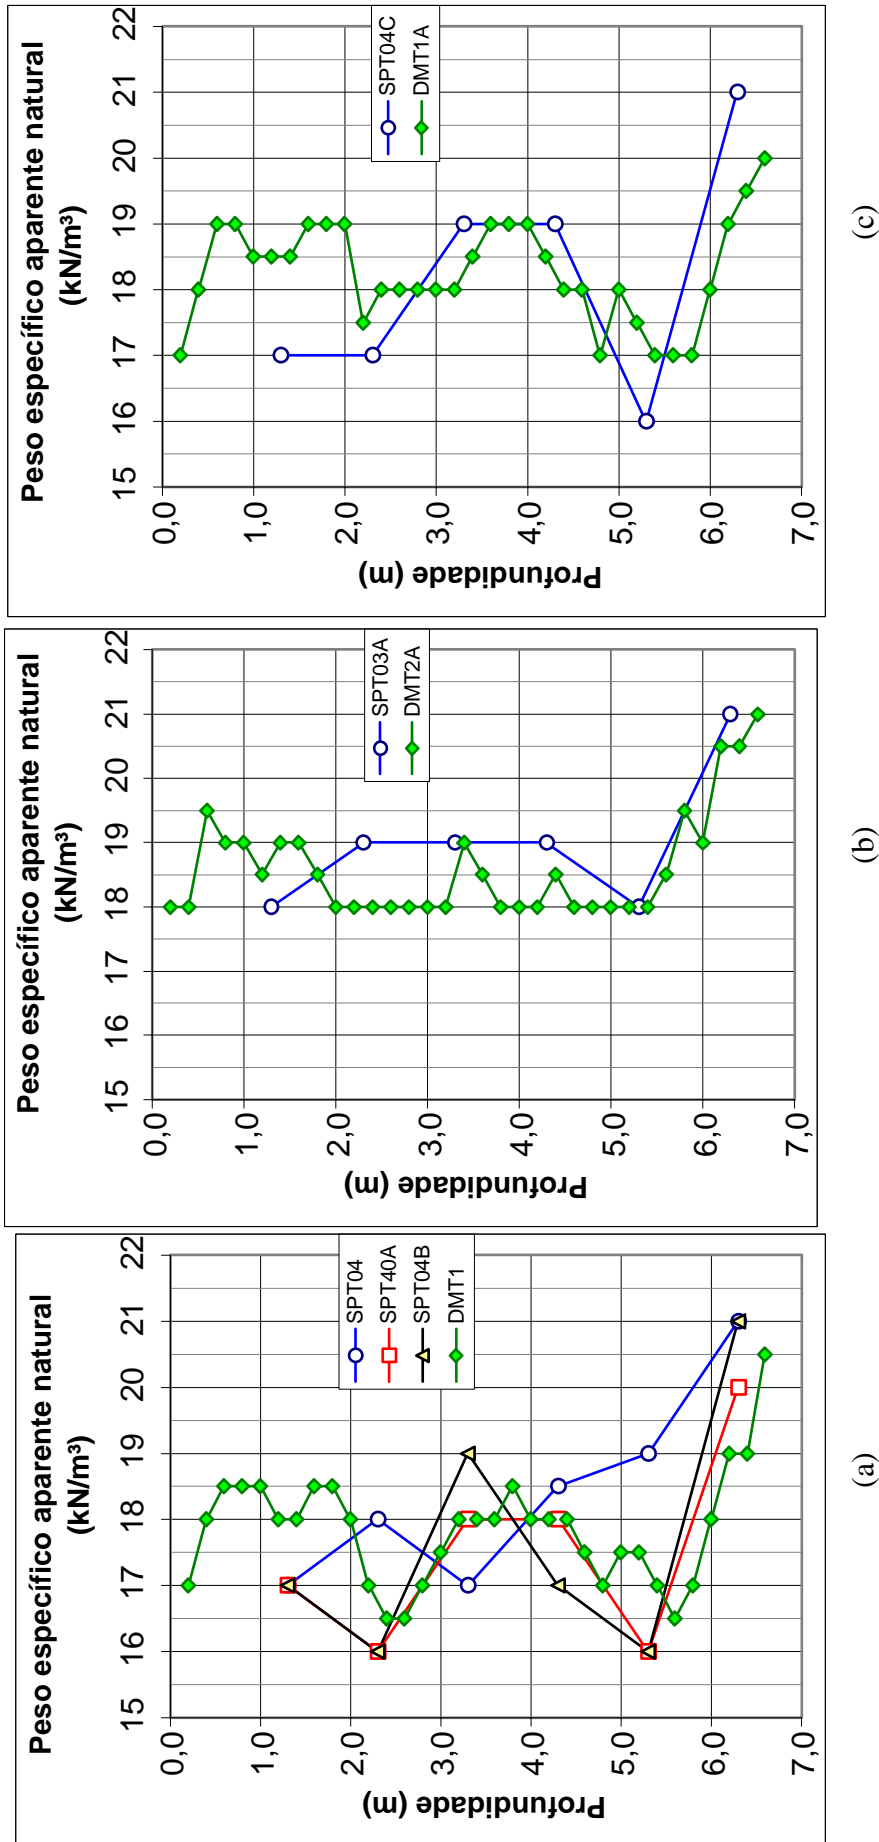 Peso específico aparente natural
(kN/m³)
15 16 17 18 19 20 21 22
0,0
1,0
2,0
3,0
4,0
5,0
6,0
7,0
Profundidade (m)
SPT04
SPT40A
SPT04B
DMT1
(a)
Peso específico aparente natural
(kN/m³)
15 16 17 18 19 20 21 22
0,0
1,0
2,0
3,0
4,0
5,0
6,0
7,0
Profundidade (m)
SPT03A
DMT2A
(b)
Peso específico aparente natural
(kN/m³)
15 16 17 18 19 20 21 22
0,0
1,0
2,0
3,0
4,0
5,0
6,0
7,0
Profundidade (m)
SPT04C
DMT1A
(c)